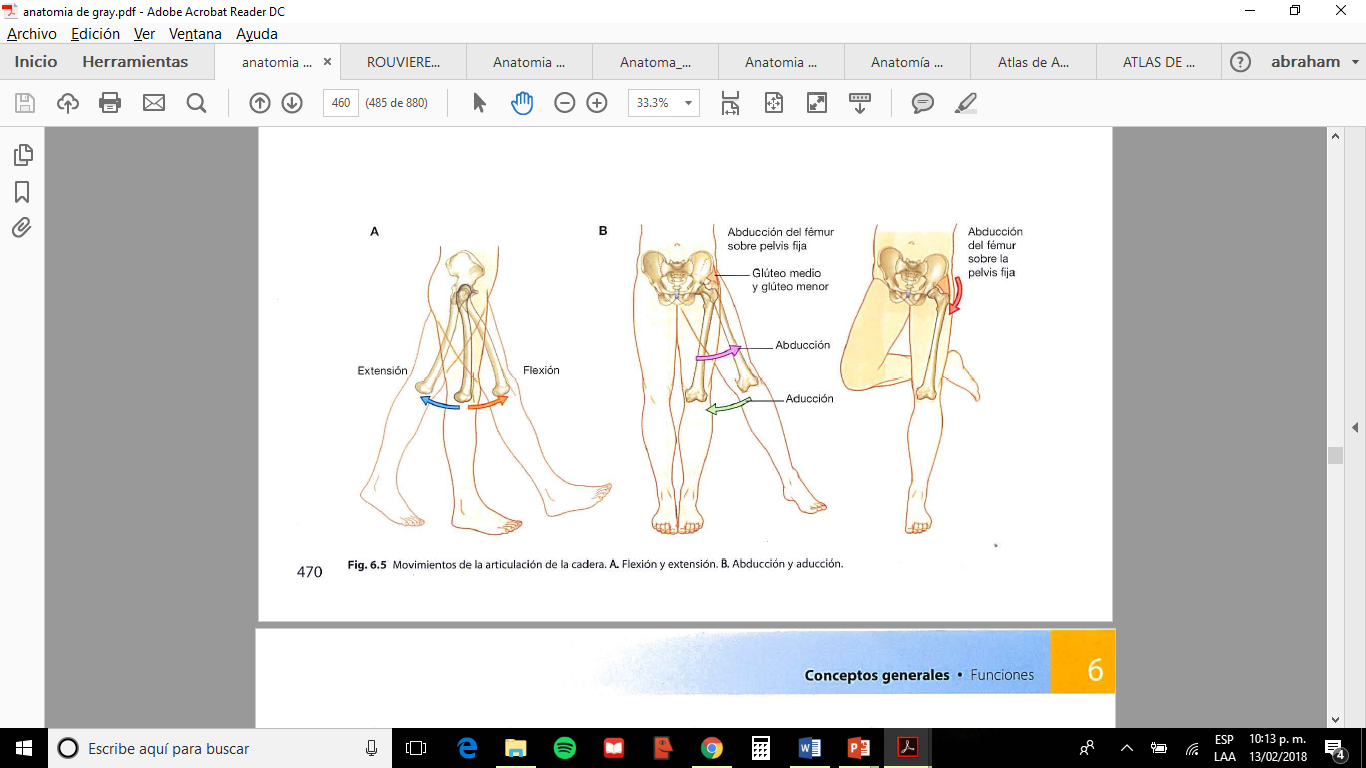 anatomia de gray.pdf - Adobe Acrobat Reader DC
Archivo Edición Ver Ventana Ayuda
Inicio Herramientas anatomia ... × ROUVIERE... Anatomia ... Anatoma_... Anatomia ... Anatomía ... Atlas de A... ATLAS DE ... abraham
460 (485 de 880) 33.3%
A
B
Abducción del fémur
sobre pelvis fija
Glúteo medio
y glúteo menor
Abducción
Aducción
Extensión
Flexión
Abducción
del fémur
sobre la
pelvis fija
470
Fig. 6.5 Movimientos de la articulación de la cadera. A. Flexión y extensión. B. Abducción y aducción.
Conceptos generales • Funciones 6
Escribe aquí para buscar
ESP
LAA
10:13 p. m.
13/02/2018
4